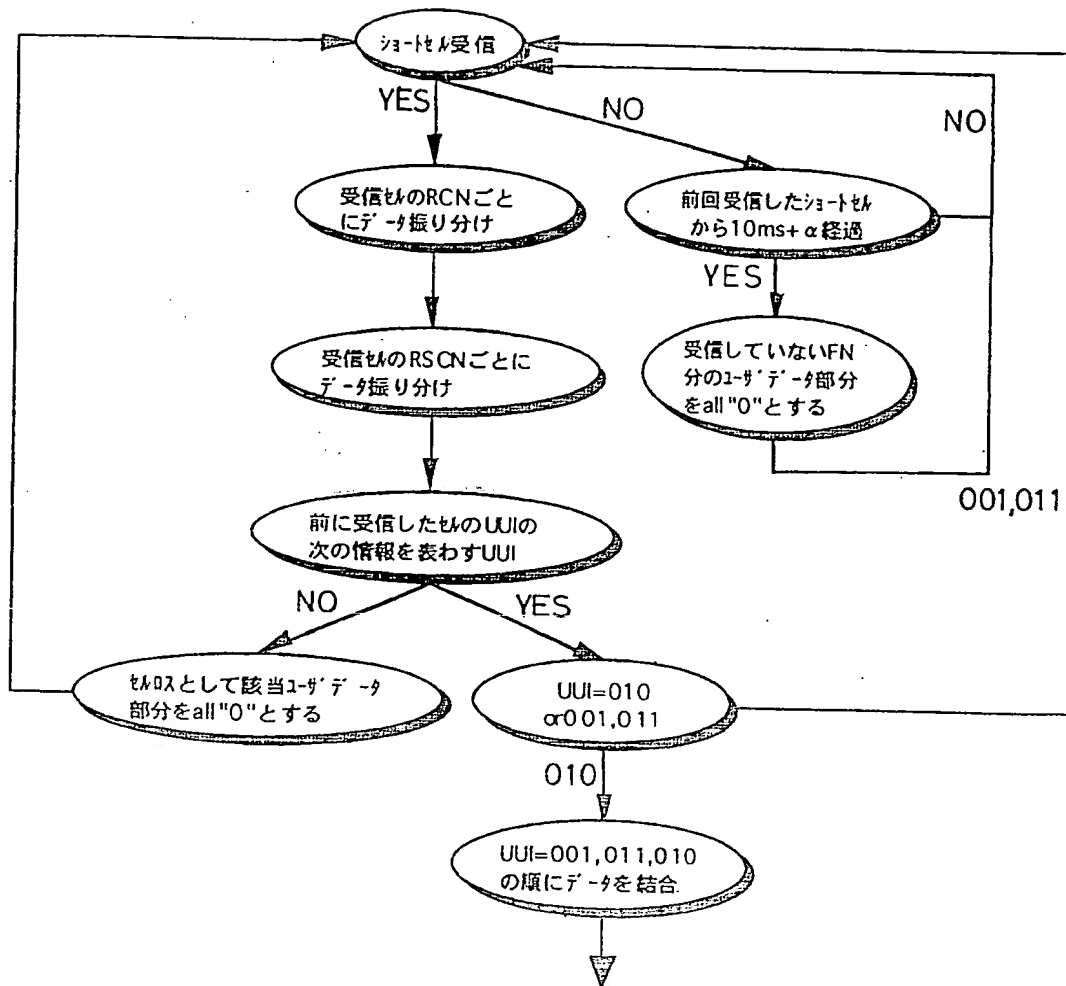 ｼｮｰﾄｾﾙ受信
YES
NO
NO
受信ｾﾙのRCNごと
にデｰﾀ振り分け
前回受信したｼｮｰﾄｾﾙ
から10ms+α経過
YES
受信ｾﾙのRSCNごとに
デｰﾀ振り分け
受信していないFN
分のﾕｰｻﾞﾃﾞｰﾀ部分
をall"0"とする
001,011
前に受信したｾﾙのUUIの
次の情報を表わすUUI
NO
YES
ｾﾙﾛｽとして該当ﾕｰｻﾞﾃﾞｰﾀ
部分をall"0"とする
UUI=010
or001,011
010
UUI=001,011,010
の順にデｰﾀを結合